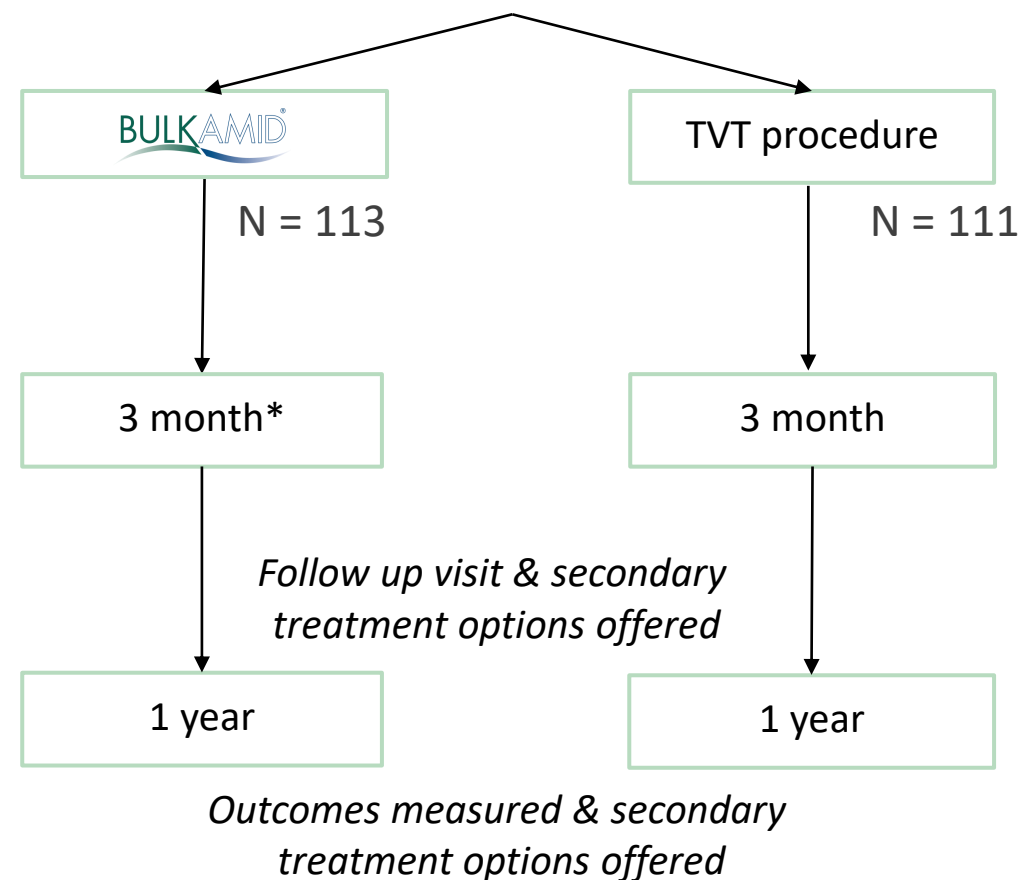 BULKAMID®
TVT procedure
N = 113
N = 111
3 month*
3 month
Follow up visit & secondary
treatment options offered
1 year
1 year
Outcomes measured & secondary
treatment options offered